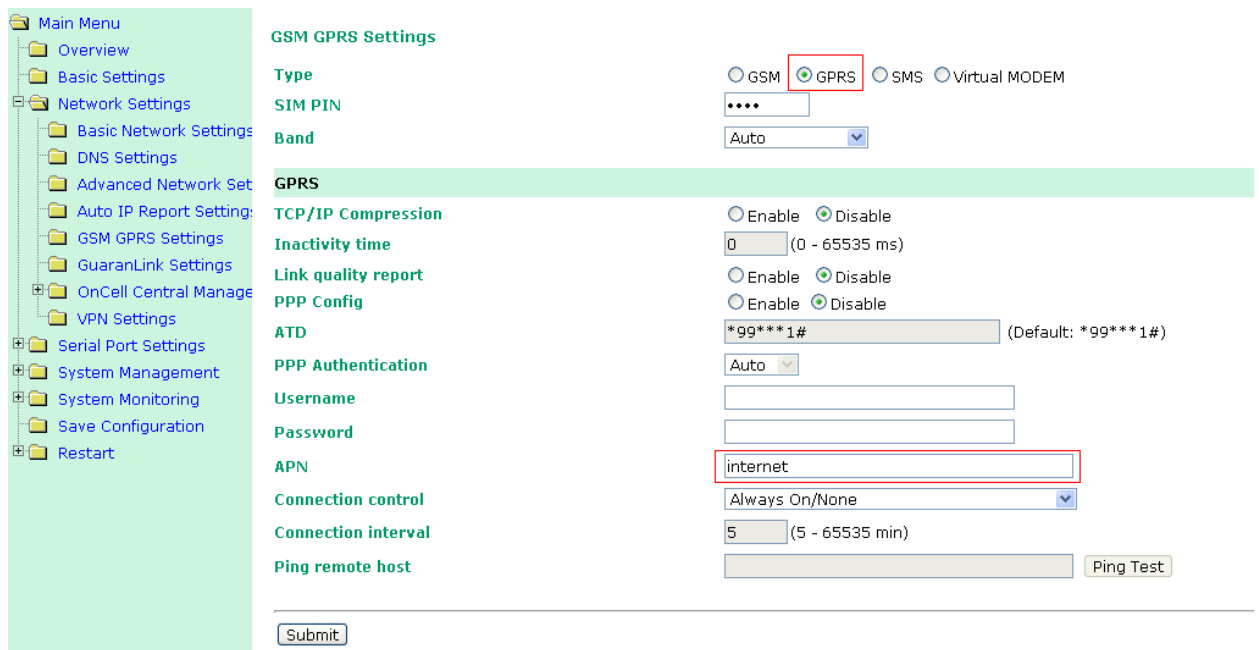 Main Menu
Overview
Basic Settings
Network Settings
Basic Network Settings
DNS Settings
Advanced Network Set
Auto IP Report Setting
GSM GPRS Settings
GuaranLink Settings
OnCell Central Manage
VPN Settings
Serial Port Settings
System Management
System Monitoring
Save Configuration
Restart
GSM GPRS Settings
Type GSM GPRS SMS Virtual MODEM
SIM PIN ••••
Band Auto
GPRS
TCP/IP Compression Enable Disable
Inactivity time 0 (0 - 65535 ms)
Link quality report Enable Disable
PPP Config Enable Disable
ATD *99***1# (Default: *99***1#)
PPP Authentication Auto
Username
Password
APN internet
Connection control Always On/None
Connection interval 5 (5 - 65535 min)
Ping remote host Ping Test
Submit